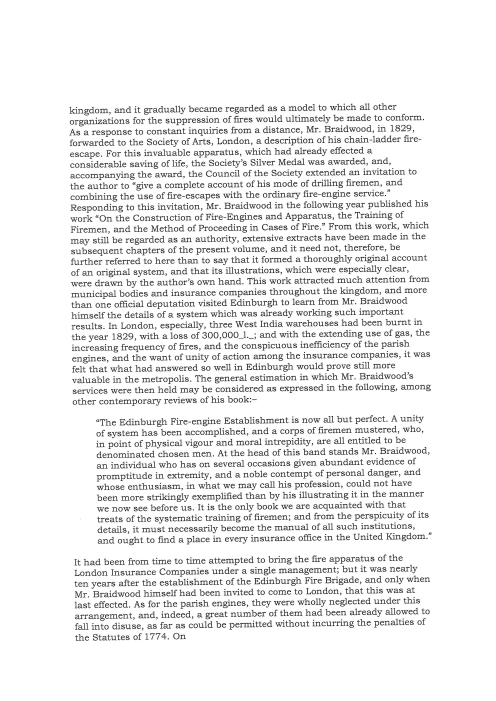 kingdom, and it gradually became regarded as a model to which all other
organizations for the suppression of fires would ultimately be made to conform.
As a response to constant inquiries from a distance, Mr. Braidwood, in 1829,
forwarded to the Society of Arts, London, a description of his chain-ladder fire-
escape. For this invaluable apparatus, which had already effected a
considerable saving of life, the Society's Silver Medal was awarded, and,
accompanying the award, the Council of the Society extended an invitation to
the author to "give a complete account of his mode of drilling firemen, and
combining the use of fire-escapes with the ordinary fire-engine service."
Responding to this invitation, Mr. Braidwood in the following year published his
work "On the Construction of Fire-Engines and Apparatus, the Training of
Firemen, and the Method of Proceeding in Cases of Fire." From this work, which
may still be regarded as an authority, extensive extracts have been made in the
subsequent chapters of the present volume, and it need not, therefore, be
further referred to here than to say that it formed a thoroughly original account
of an original system, and that its illustrations, which were especially clear,
were drawn by the author's own hand. This work attracted much attention from
municipal bodies and insurance companies throughout the kingdom, and more
than one official deputation visited Edinburgh to learn from Mr. Braidwood
himself the details of a system which was already working such important
results. In London, especially, three West India warehouses had been burnt in
the year 1829, with a loss of 300,000_l._; and with the extending use of gas, the
increasing frequency of fires, and the conspicuous inefficency of the parish
engines, and the want of unity of action among the insurance companies, it was
felt that what had answered so well in Edinburgh would prove still more
valuable in the metropolis. The general estimation in which Mr. Braidwood's
services were then held may be considered as expressed in the following, among
other contemporary reviews of his book:–
"The Edinburgh Fire-engine Establishment is now all but perfect. A unity
of system has been accomplished, and a corps of firemen mustered, who,
in point of physical vigour and moral intrepidity, are all entitled to be
denominated chosen men. At the head of this band stands Mr. Braidwood,
an individual who has on several occasions given abundant evidence of
promptitude in extremity, and a noble contempt of personal danger, and
whose enthusiasm, in what we may call his profession, could not have
been more strikingly exemplified than by his illustrating it in the manner
we now see before us. It is the only book we are acquainted with that
treats of the systematic training of firemen; and from the perspicuity of its
details, it must necessarily become the manual of all such institutions,
and ought to find a place in every insurance office in the United Kingdom."
It had been from time to time attempted to bring the fire apparatus of the
London Insurance Companies under a single management; but it was nearly
ten years after the establishment of the Edinburgh Fire Brigade, and only when
Mr. Braidwood himself had been invited to come to London, that this was at
last effected. As for the parish engines, they were wholly neglected under this
arrangement, and, indeed, a great number of them had been already allowed to
fall into disuse, as far as could be permitted without incurring the penalties of
the Statutes of 1774. On